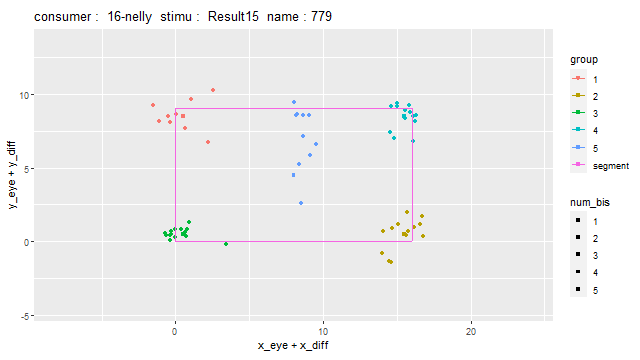 consumer : 16-nelly stimu : Result15 name : 779
y_eye + y_diff
10
5
0
-5
0
10
20
x_eye + x_diff
group
1
2
3
4
5
segment
num_bis
1
2
3
4
5